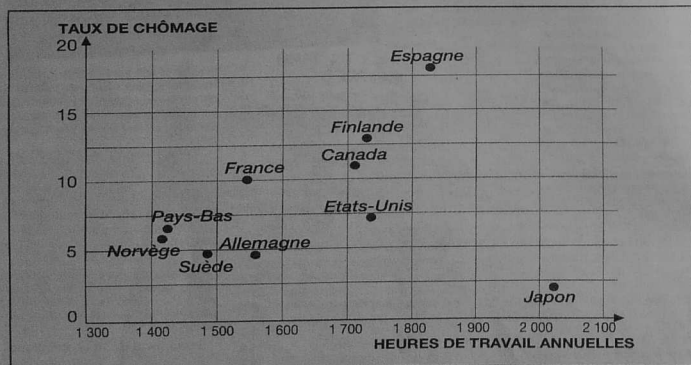 TAUX DE CHÔMAGE
20
Espagne
15
Finlande
Canada
France
10
Pays-Bas
Etats-Unis
Norvège
Allemagne
5
Suède
Japon
0
1 300 1 400 1 500 1 600 1 700 1 800 1 900 2 000 2 100
HEURES DE TRAVAIL ANNUELLES